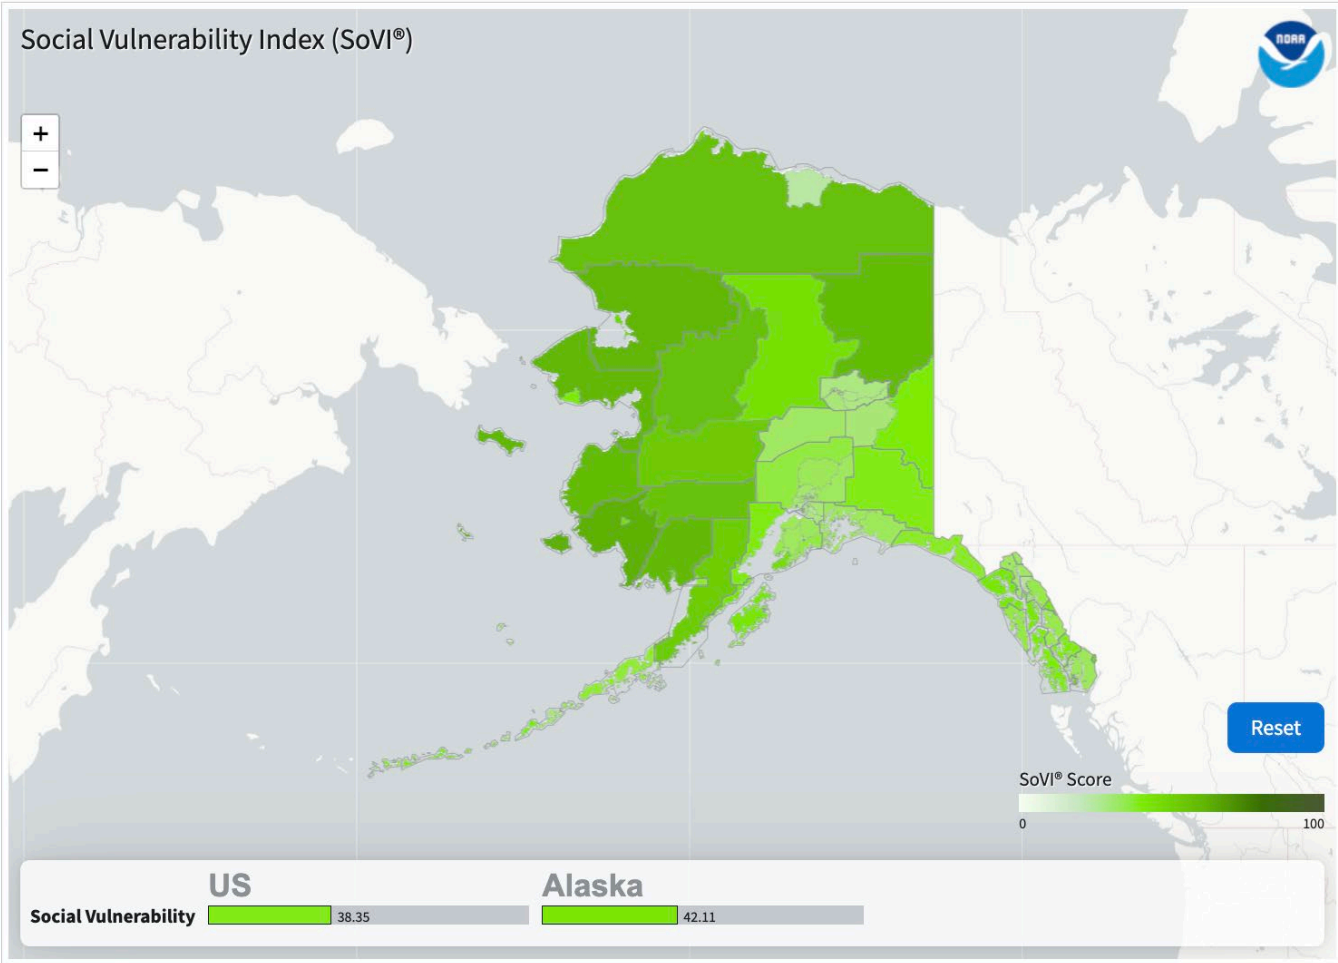 Social Vulnerability Index (SoVI®)
NOAA
+
−
Reset
SoVI® Score
0 100
US Alaska
Social Vulnerability 38.35 42.11